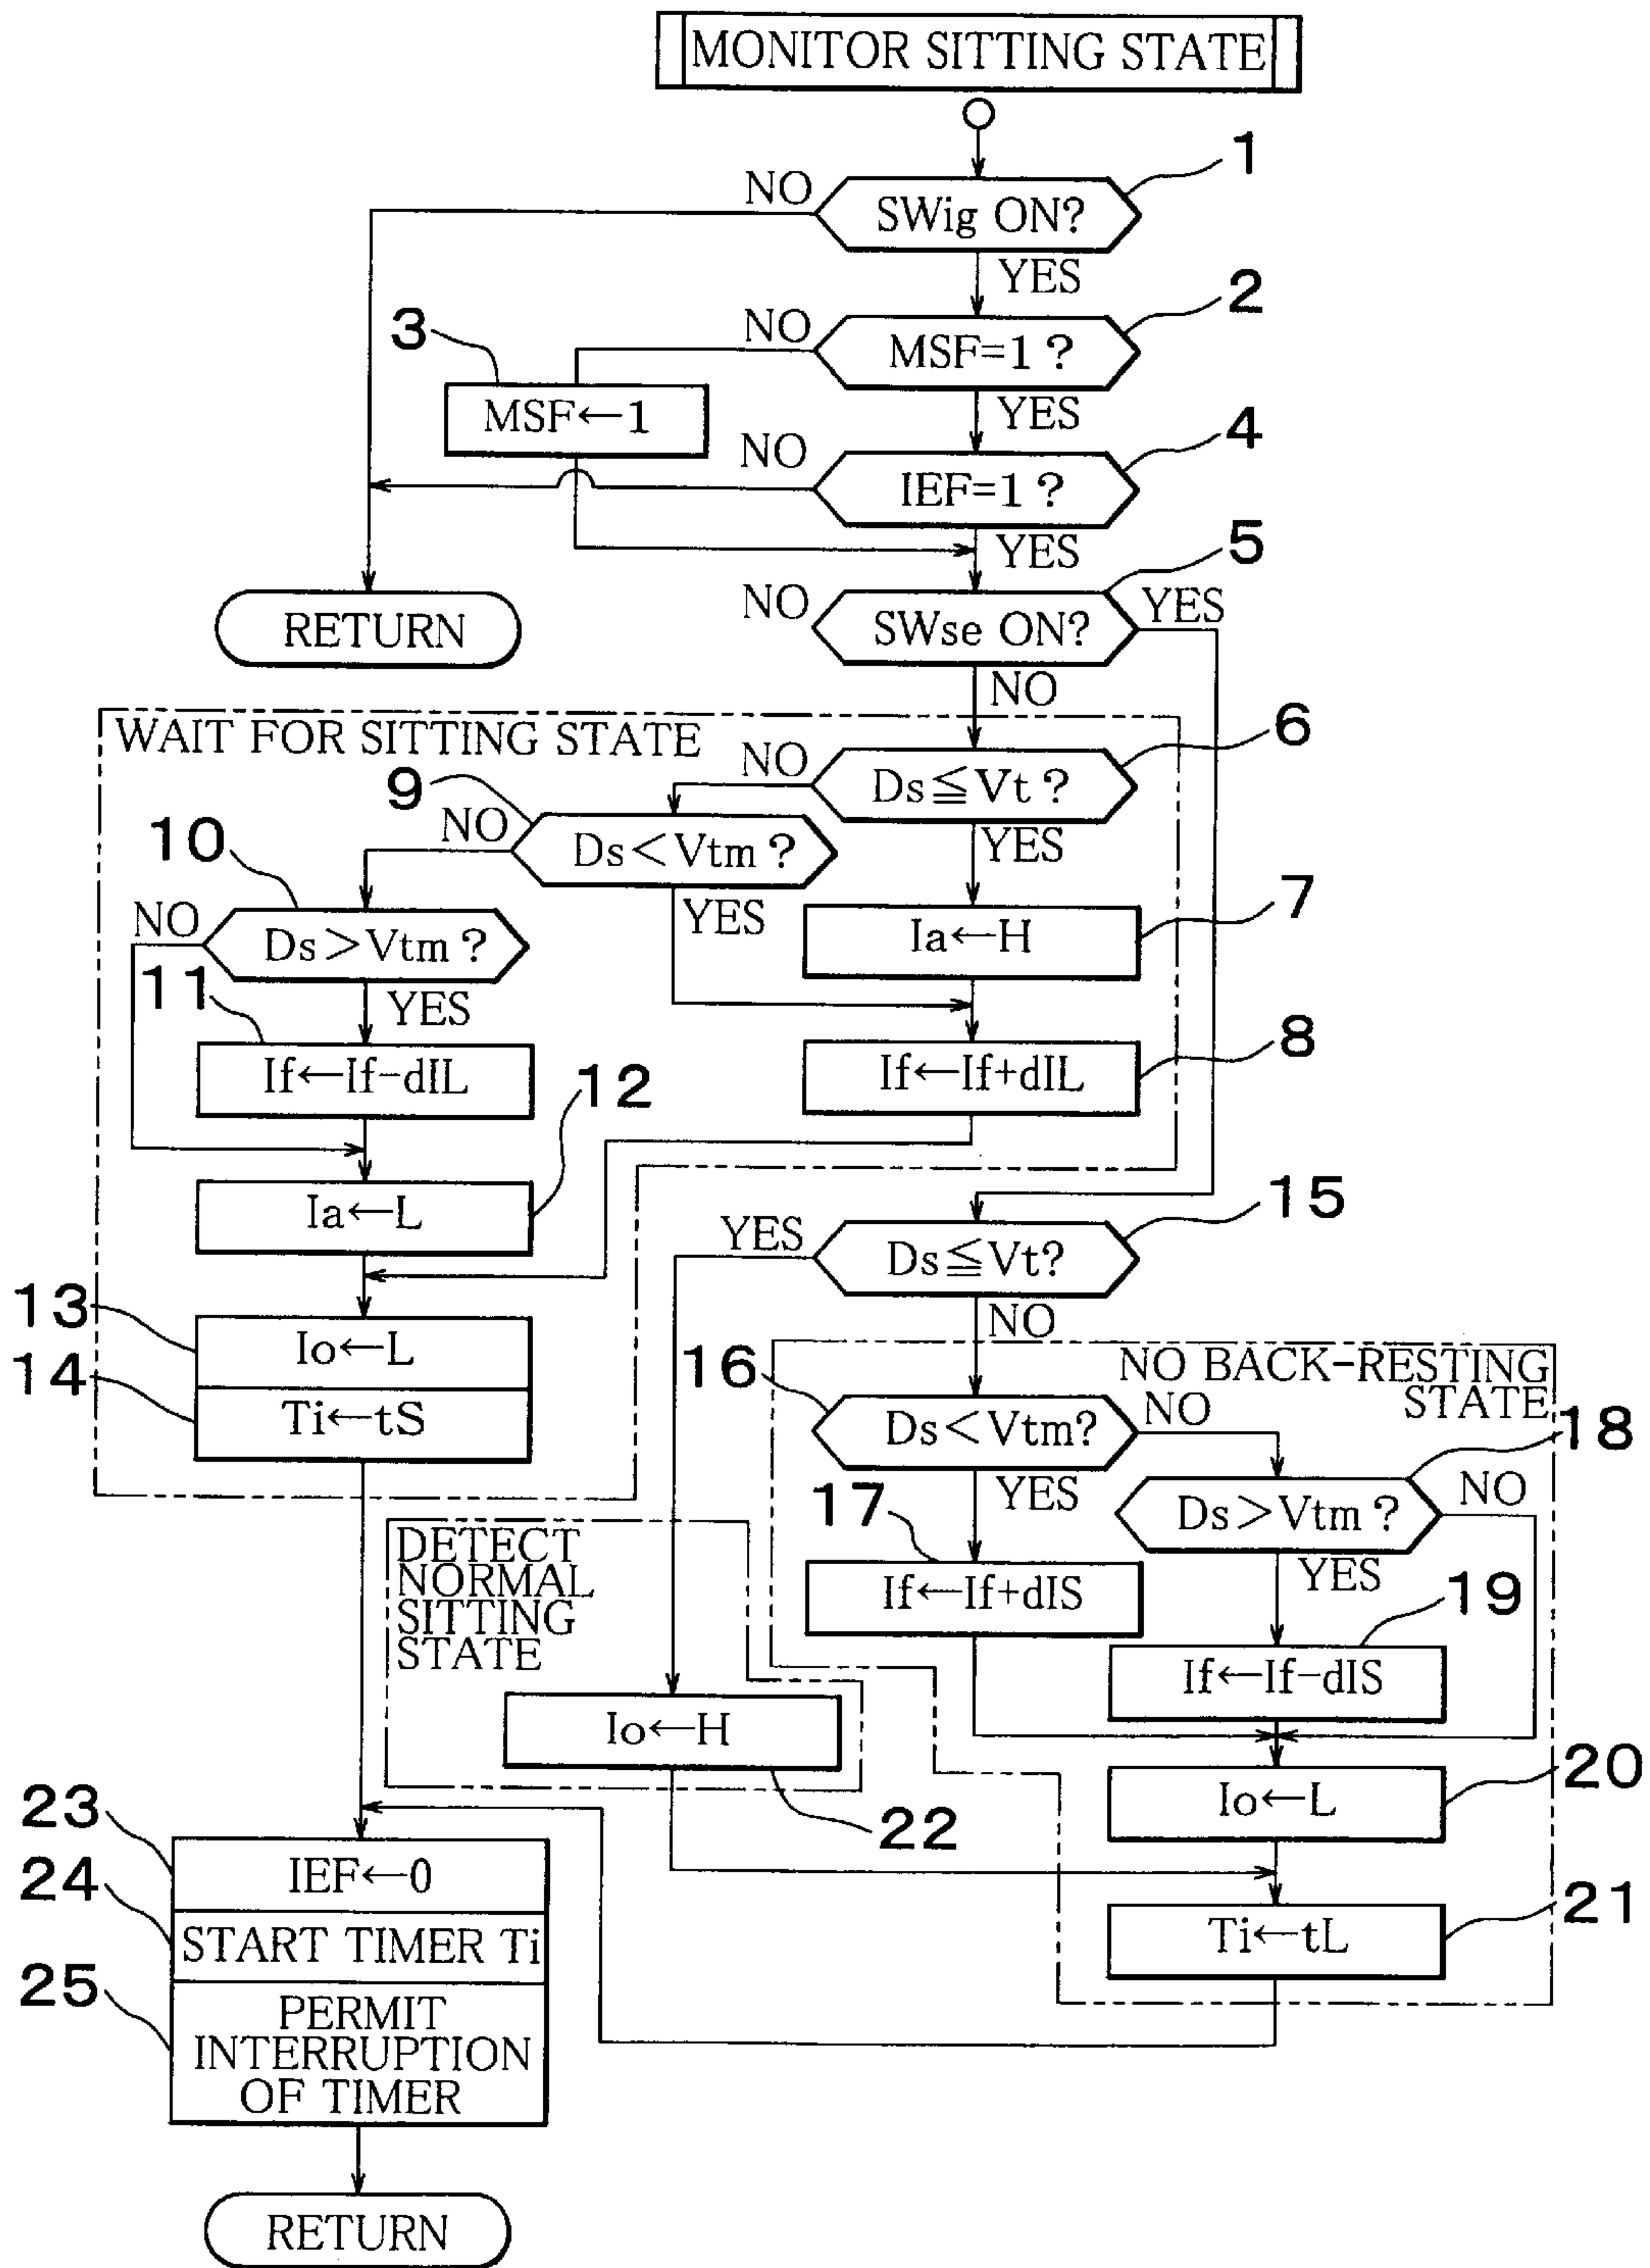 MONITOR SITTING STATE
1
NO
SWig ON?
YES
2
3
NO
MSF=1 ?
MSF←1
YES
4
NO
IEF=1 ?
YES
5
RETURN
NO
SWse ON?
YES
NO
WAIT FOR SITTING STATE
6
9
NO
Ds≦Vt ?
10
NO
Ds<Vtm ?
YES
7
NO
Ds>Vtm ?
YES
Ia←H
11
YES
8
If←If-dIL
12
If←If+dIL
Ia←L
15
YES
Ds≦Vt?
13
NO
Io←L
14
16
NO BACK-RESTING
STATE
Ti←tS
Ds<Vtm?
NO
18
17
YES
NO
Ds>Vtm ?
DETECT
NORMAL
SITTING
STATE
If←If+dIS
YES
19
If←If-dIS
Io←H
20
Io←L
23
22
IEF←0
24
21
START TIMER Ti
Ti←tL
25
PERMIT
INTERRUPTION
OF TIMER
RETURN